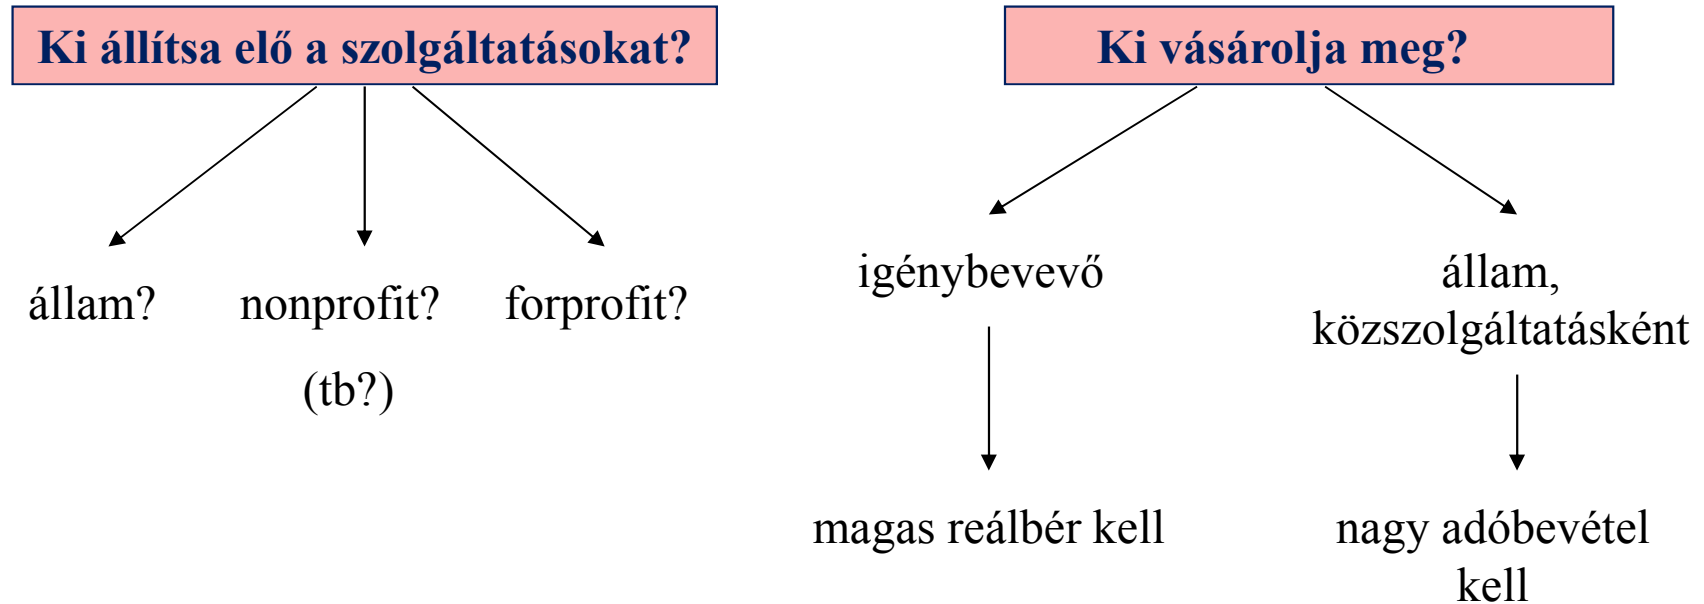 Ki állítsa elő a szolgáltatásokat?
állam?
nonprofit?
forprofit?
(tb?)
Ki vásárolja meg?
igénybevevő
állam,
közszolgáltatásként
magas reálbér kell
nagy adóbevétel
kell